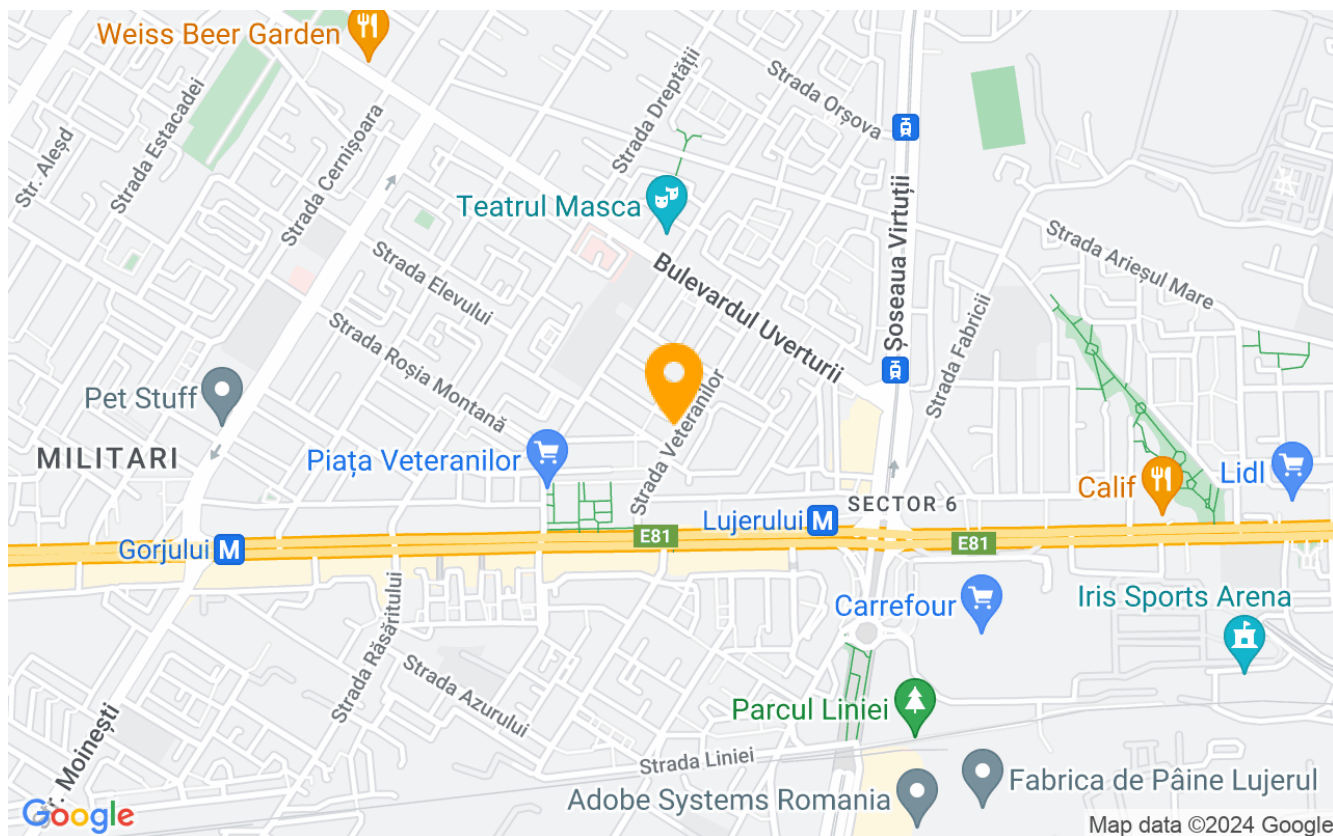 Weiss Beer Garden
Strada Dreptății
Strada Orșova
Str. Aleșd
Strada Estacadei
Strada Cernișoara
Teatrul Masca
Șoseaua Virtuții
Strada Arieșul Mare
Strada Elevului
Bulevardul Uverturii
Strada Fabricii
Strada Roșia Montană
Pet Stuff
Strada Veteranilor
MILITARI
Piața Veteranilor
Calif
Lidl
SECTOR 6
Lujerului M
Gorjului M
E81
E81
Carrefour
Iris Sports Arena
Strada Răsăritului
Strada Azurului
Parcul Liniei
Strada Liniei
r. Moinești
Adobe Systems Romania
Fabrica de Pâine Lujerul
Google
Map data ©2024 Google